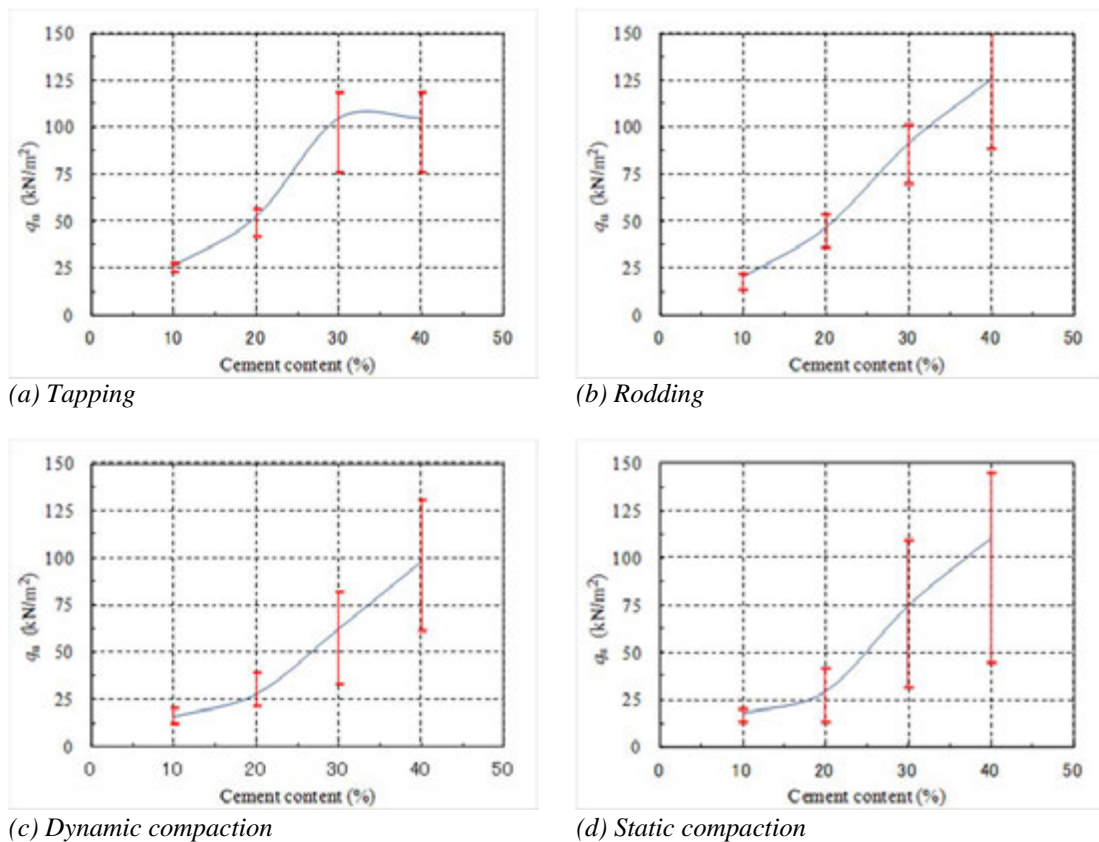 150
125
100
75
50
25
0
qu (kN/m²)
0 10 20 30 40 50
Cement content (%)
(a) Tapping
150
125
100
75
50
25
0
qu (kN/m²)
0 10 20 30 40 50
Cement content (%)
(b) Rodding
150
125
100
75
50
25
0
qu (kN/m²)
0 10 20 30 40 50
Cement content (%)
(c) Dynamic compaction
150
125
100
75
50
25
0
qu (kN/m²)
0 10 20 30 40 50
Cement content (%)
(d) Static compaction